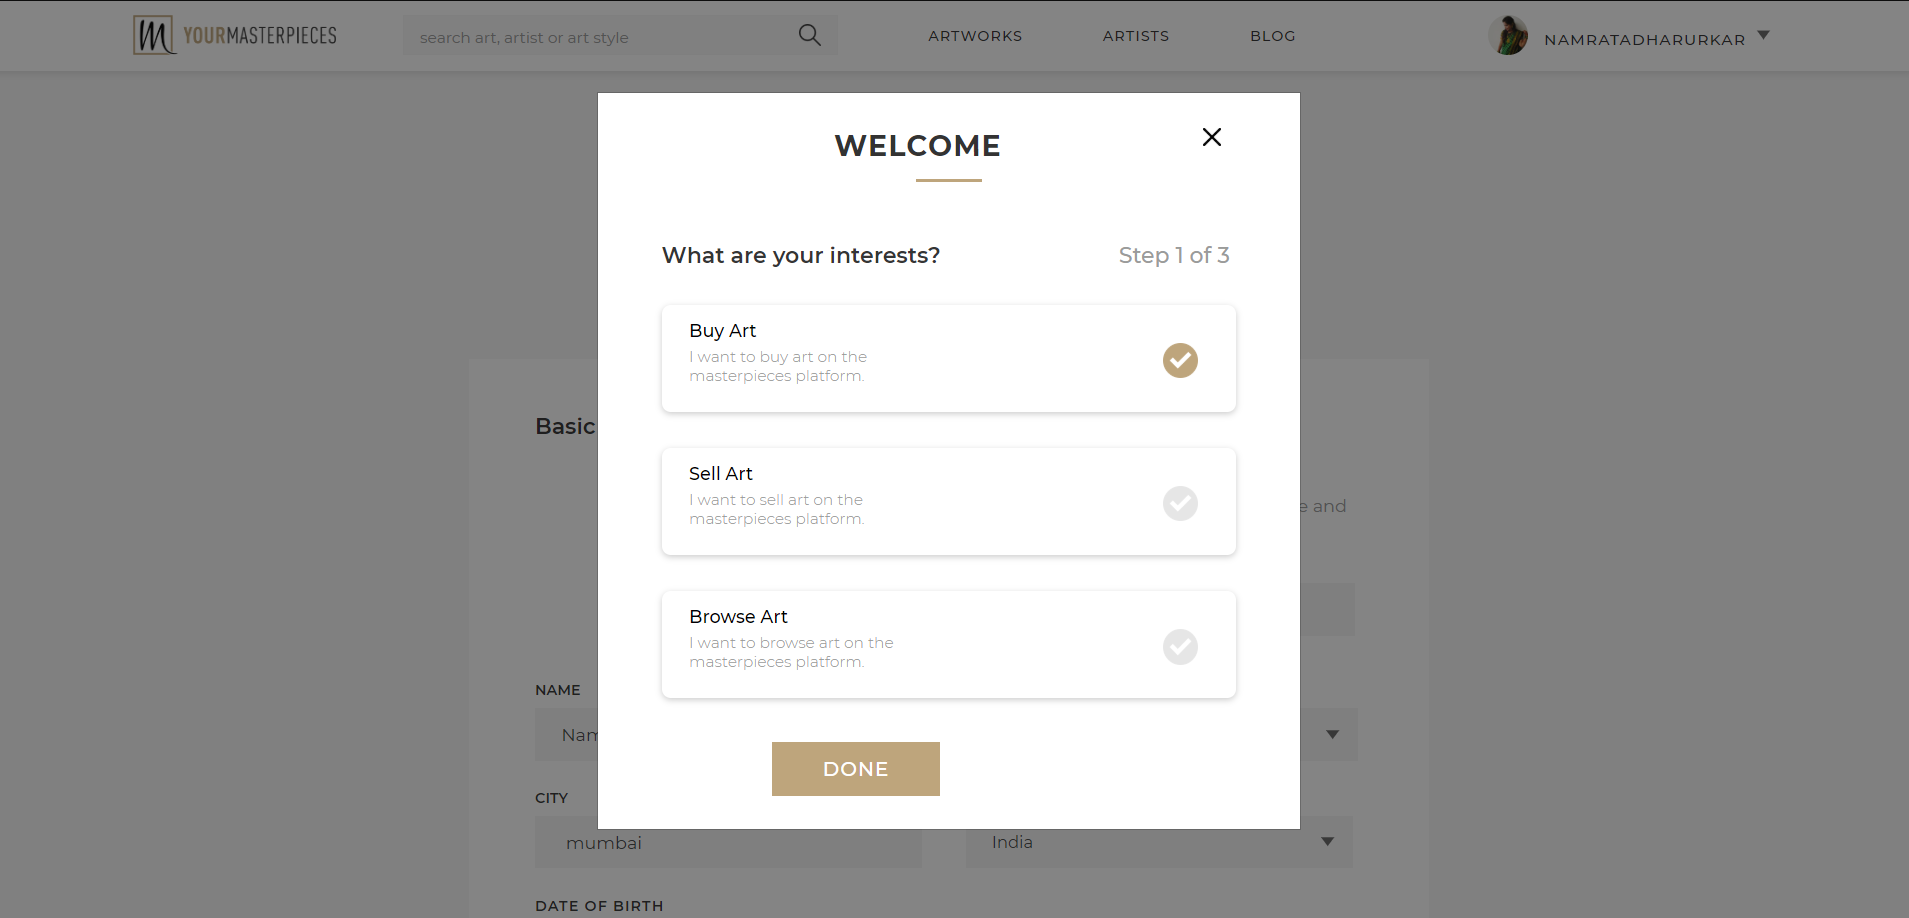 M YOURMASTERPIECES
search art, artist or art style
ARTWORKS
ARTISTS
BLOG
NAMRATADHARURKAR
WELCOME
What are your interests?
Step 1 of 3
Buy Art
I want to buy art on the
masterpieces platform.
Sell Art
I want to sell art on the
masterpieces platform.
Browse Art
I want to browse art on the
masterpieces platform.
DONE
Basic
e and
NAME
Nam
CITY
mumbai
India
DATE OF BIRTH